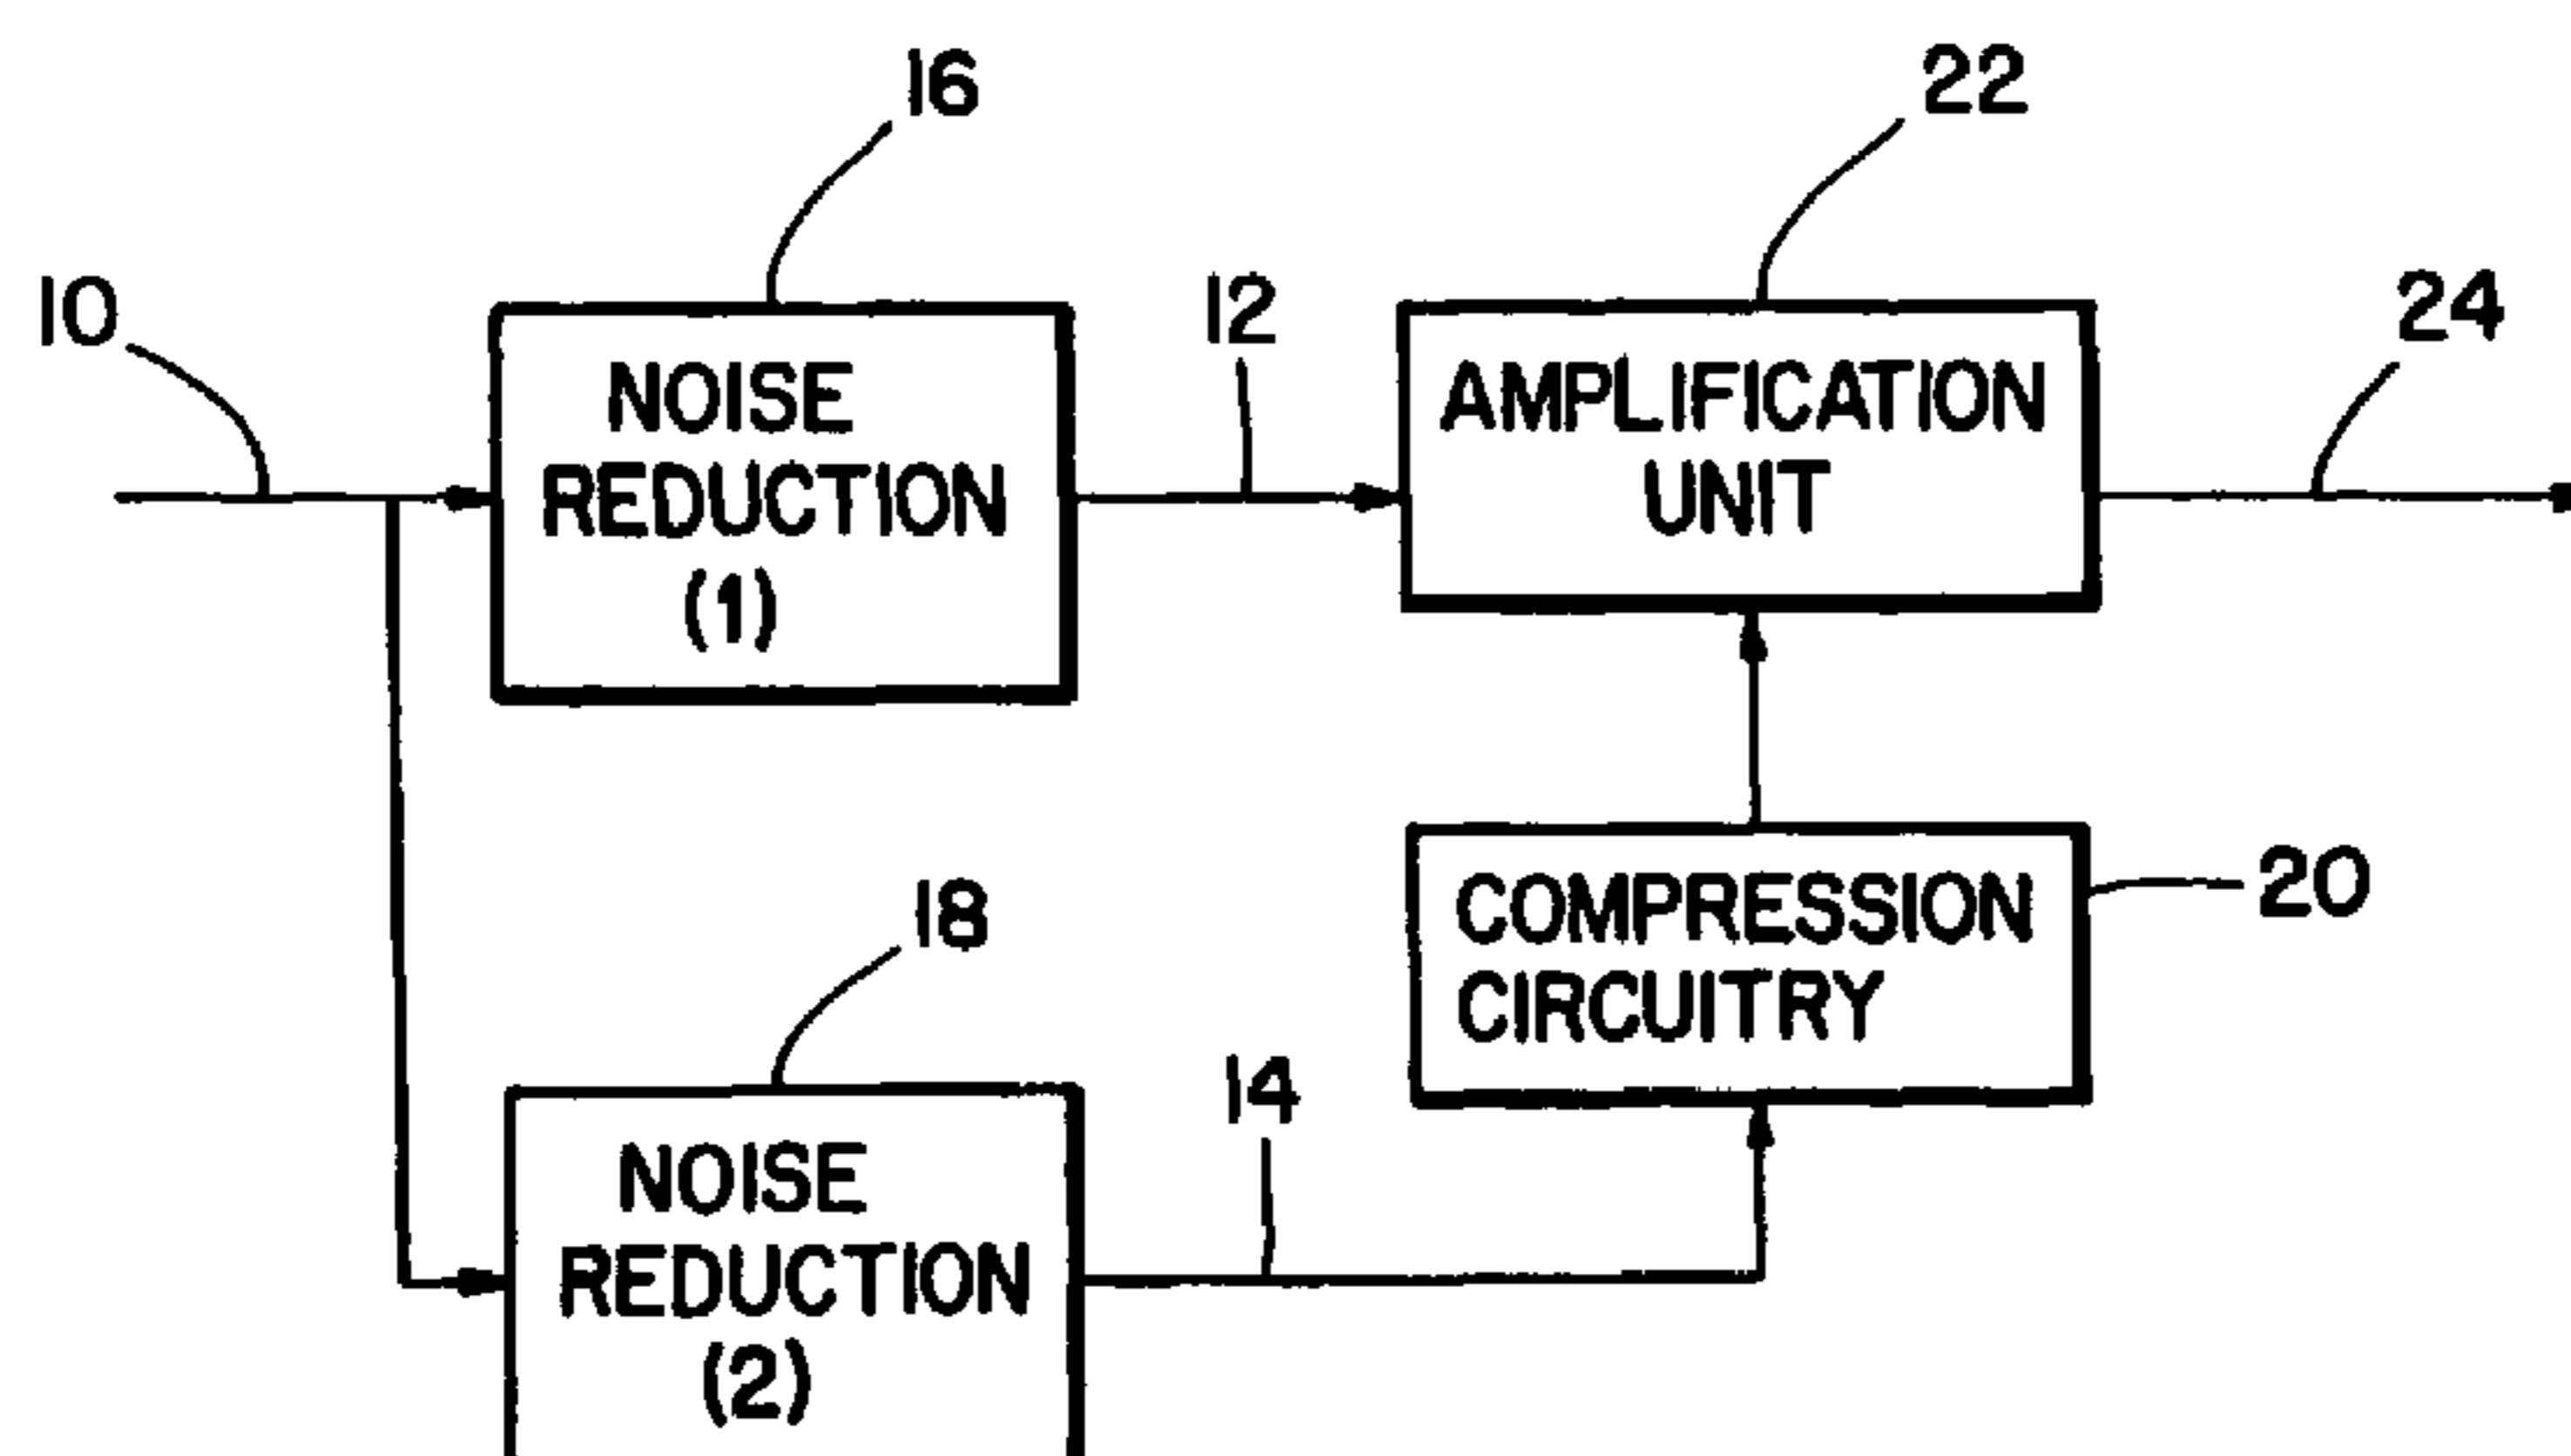 16
22
10
12
24
NOISE
REDUCTION
(1)
AMPLIFICATION
UNIT
18
COMPRESSION
CIRCUITRY
20
14
NOISE
REDUCTION
(2)